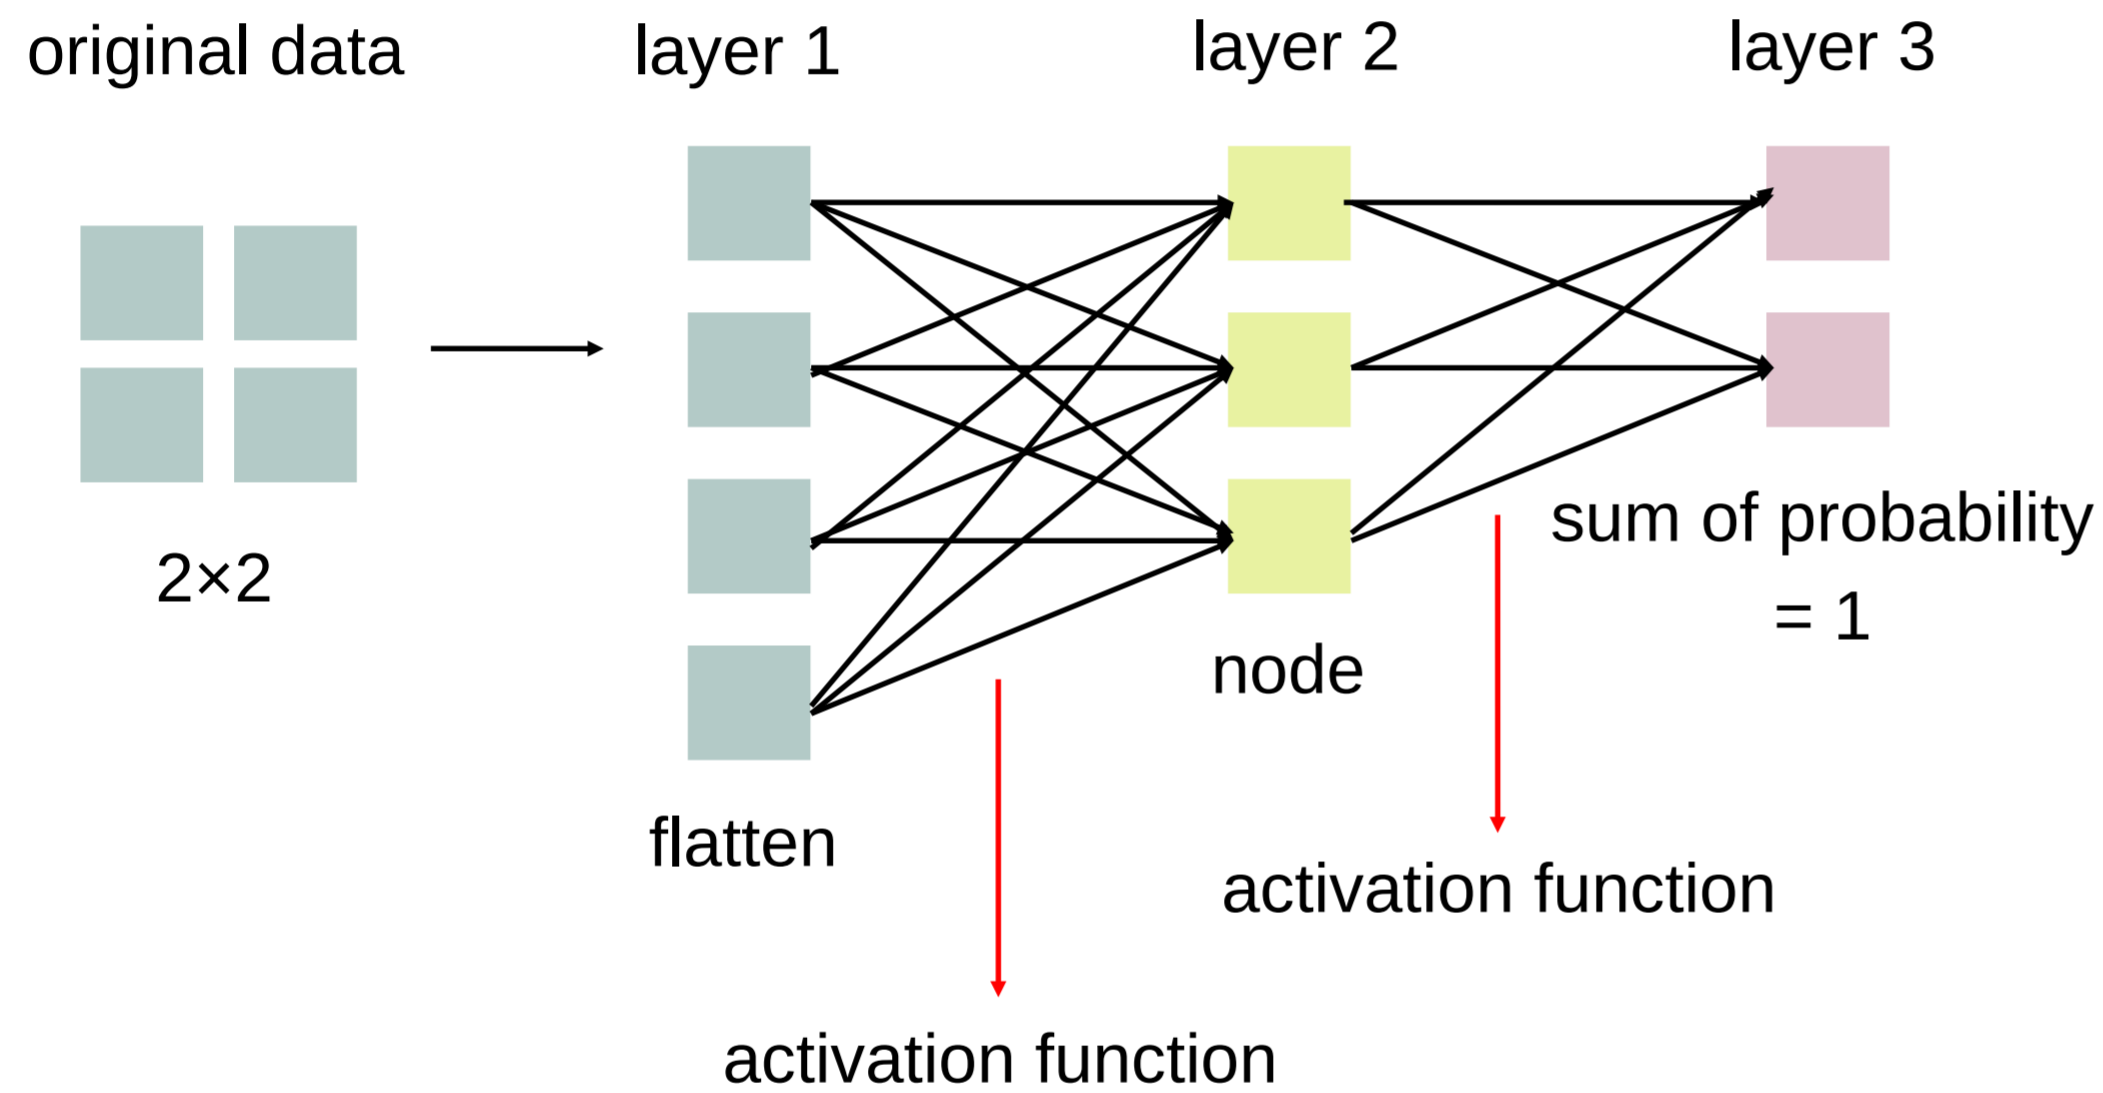 original data
layer 1
layer 2
layer 3
2×2
flatten
node
sum of probability
= 1
activation function
activation function